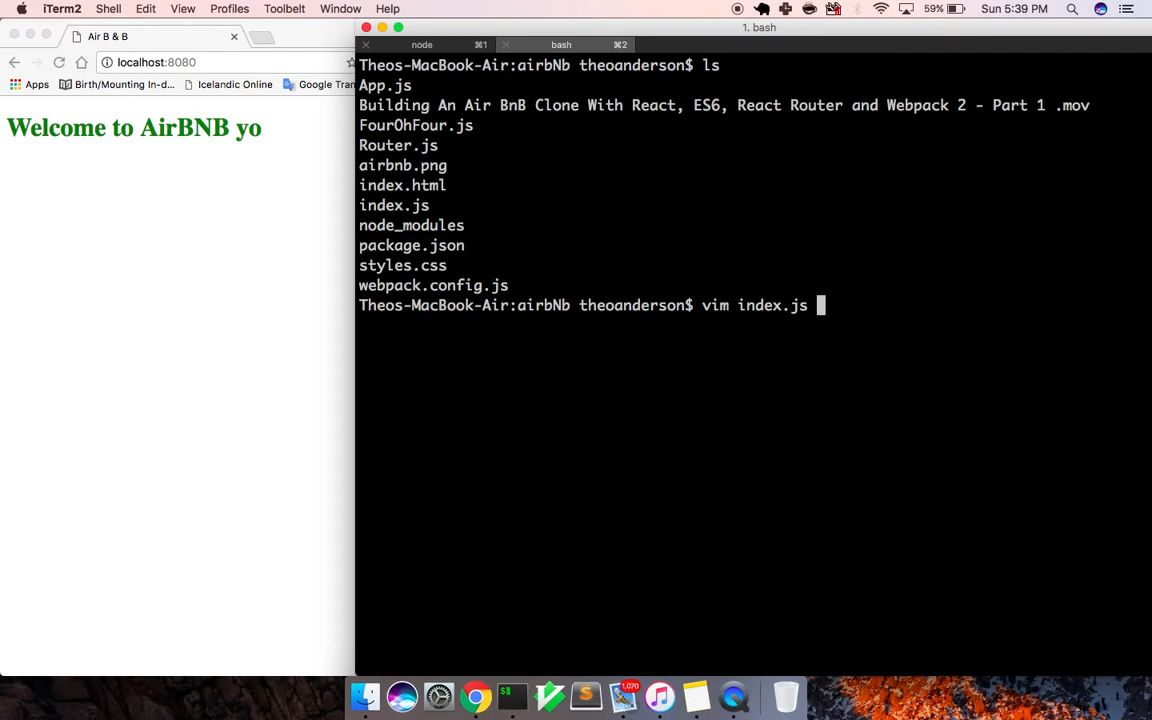 iTerm2 Shell Edit View Profiles Toolbelt Window Help 59% Sun 5:39 PM
Air B & B
1. bash
node ⌘1 bash ⌘2
localhost:8080
Apps Birth/Mounting In-d... Icelandic Online Google Tran
Welcome to AirBNB yo
Theos-MacBook-Air:airbNb theoanderson$ ls
App.js
Building An Air BnB Clone With React, ES6, React Router and Webpack 2 - Part 1 .mov
FourOhFour.js
Router.js
airbnb.png
index.html
index.js
node_modules
package.json
styles.css
webpack.config.js
Theos-MacBook-Air:airbNb theoanderson$ vim index.js
1,070